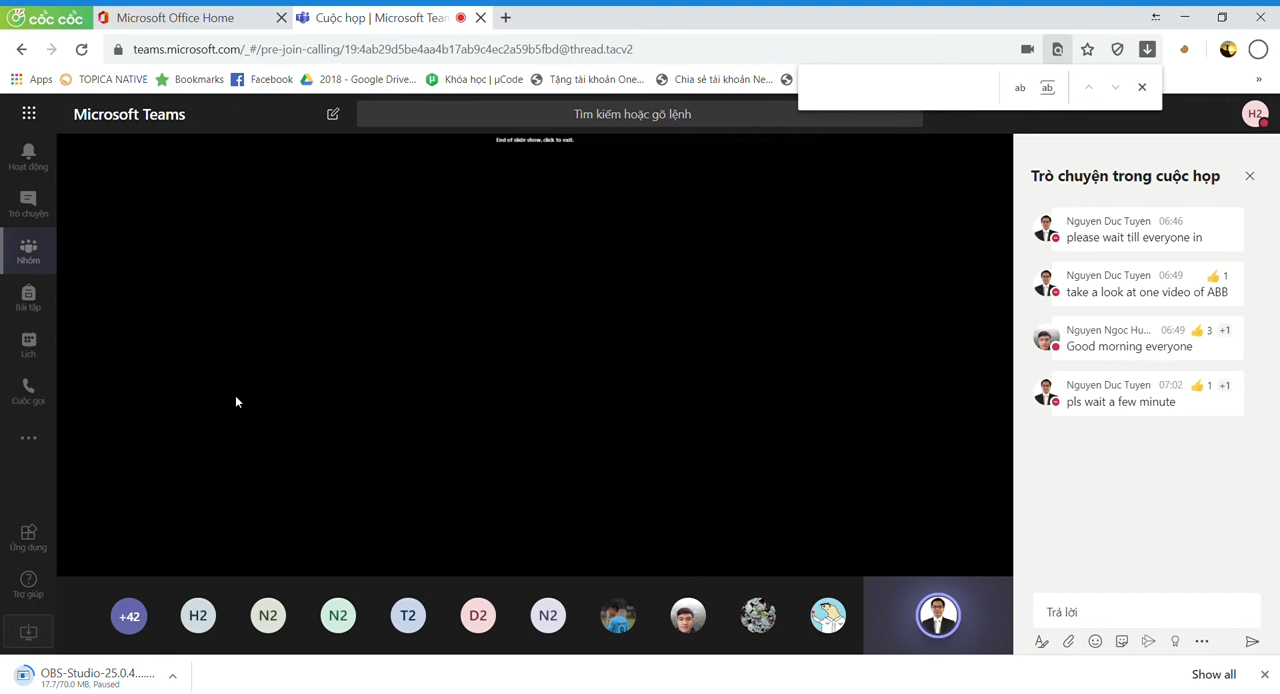 cốc cốc
Microsoft Office Home
Cuộc họp | Microsoft Tear
teams.microsoft.com/_#/pre-join-calling/19:4ab29d5be4aa4b17ab9c4ec2a59b5fbd@thread.tacv2
Apps
TOPICA NATIVE
Bookmarks
Facebook
2018 - Google Drive...
Khóa học | µCode
Tặng tài khoản One...
Chia sẻ tài khoản Ne...
»
ab
ab
Microsoft Teams
Tìm kiếm hoặc gõ lệnh
H2
Hoạt động
Trò chuyện
Nhóm
Bài tập
Lịch
Cuộc gọi
Ứng dụng
Trợ giúp
End of slide show, click to exit.
Trò chuyện trong cuộc họp
Nguyen Duc Tuyen 06:46
please wait till everyone in
Nguyen Duc Tuyen 06:49 👍 1
take a look at one video of ABB
Nguyen Ngoc Hu... 06:49 👍 3 +1
Good morning everyone
Nguyen Duc Tuyen 07:02 👍 1 +1
pls wait a few minute
+42 H2 N2 N2 T2 D2 N2
Trả lời
OBS-Studio-25.0.4.......
17.7/70.0 MB, Paused
Show all